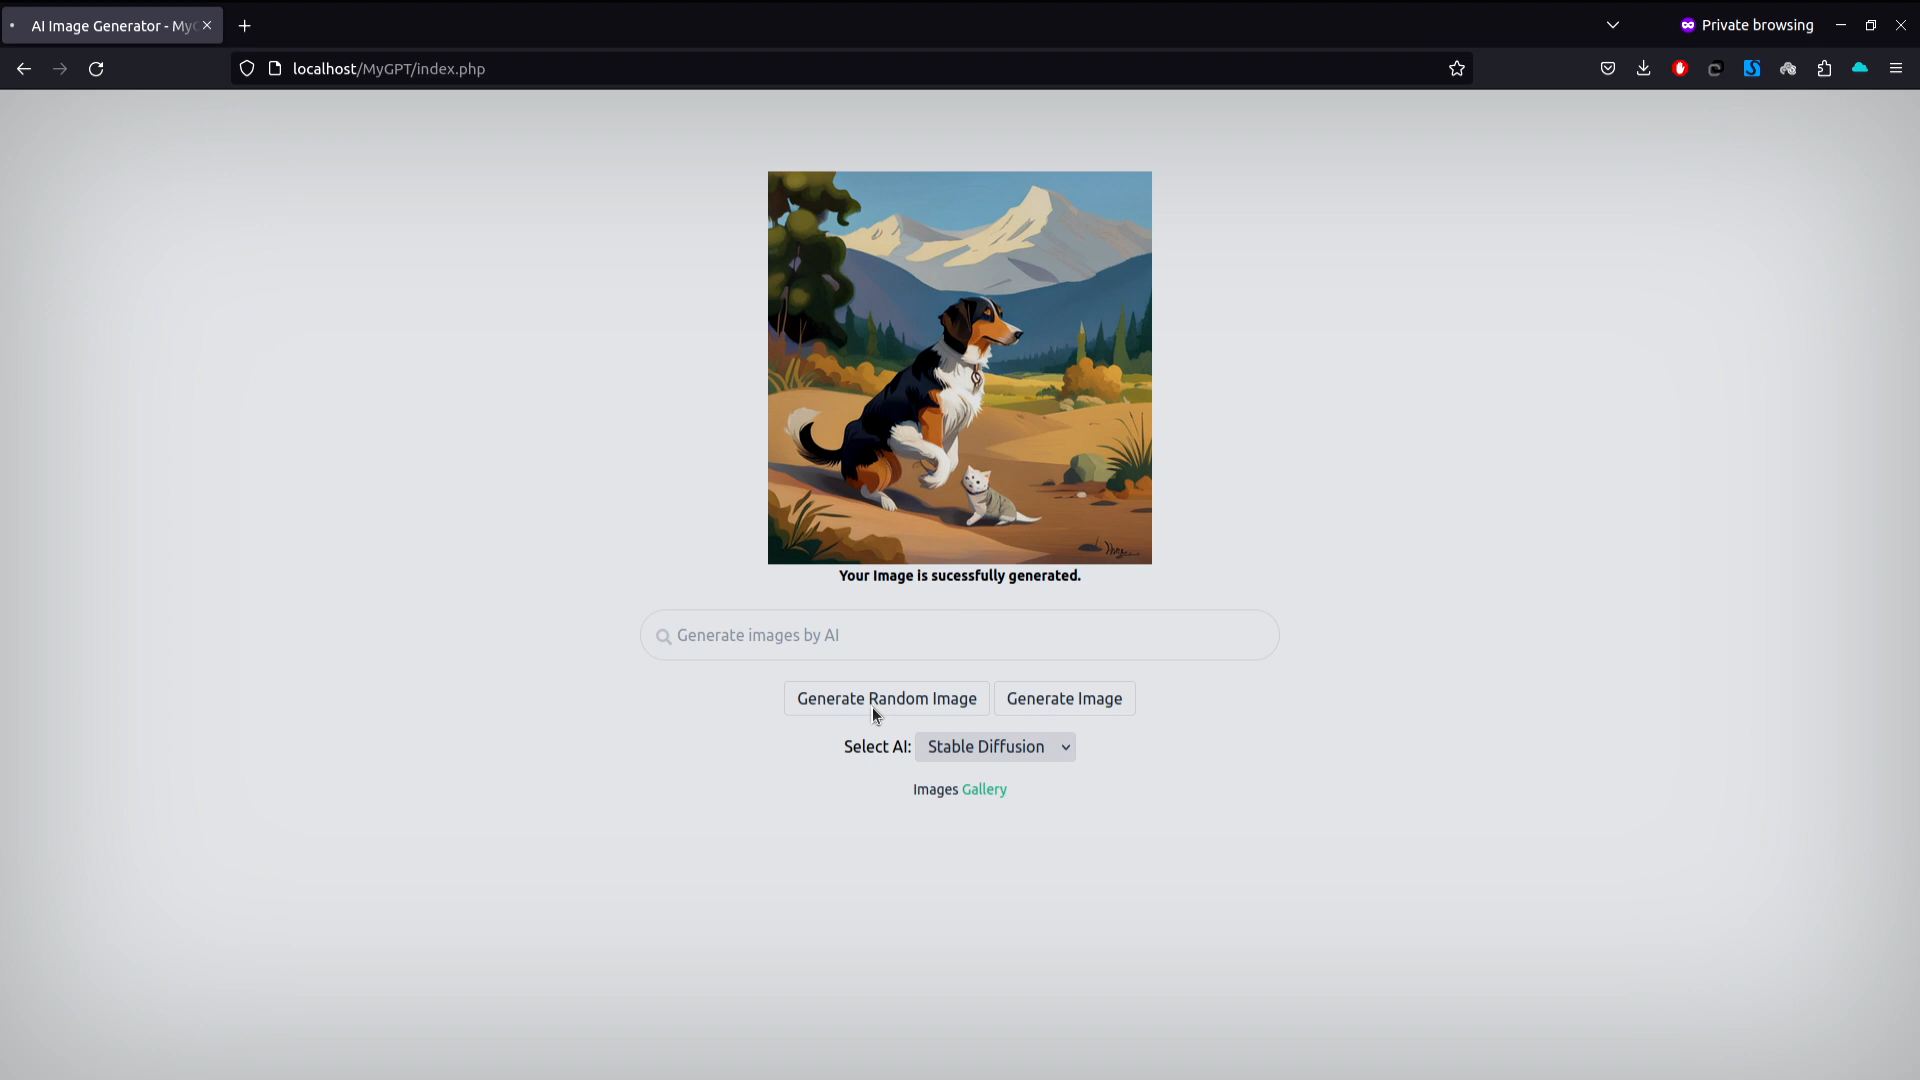 AI Image Generator - My
Private browsing
localhost/MyGPT/index.php
Your Image is sucessfully generated.
Generate images by AI
Generate Random Image
Generate Image
Select AI:
Stable Diffusion
Images Gallery